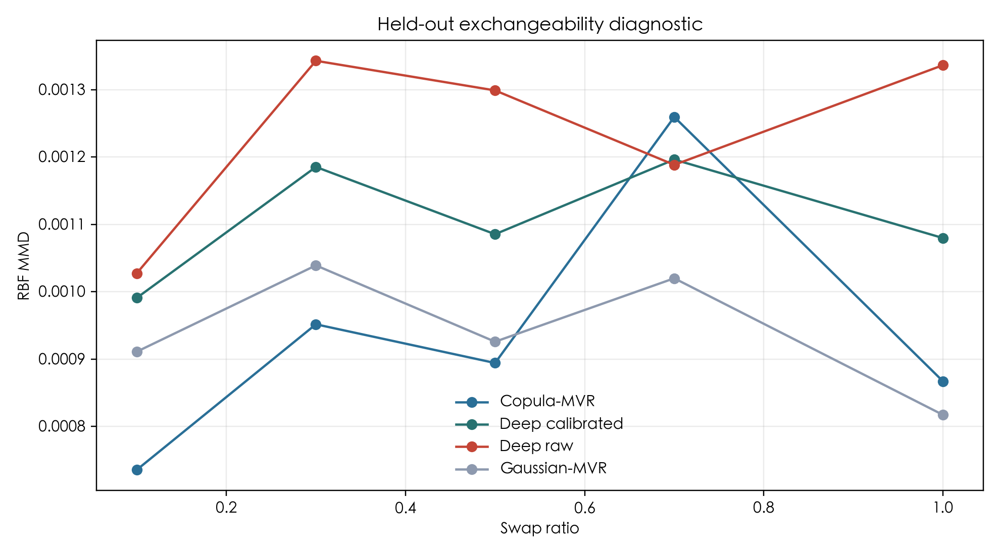 Held-out exchangeability diagnostic
RBF MMD
0.0013
0.0012
0.0011
0.0010
0.0009
0.0008
Copula-MVR
Deep calibrated
Deep raw
Gaussian-MVR
0.2 0.4 0.6 0.8 1.0
Swap ratio